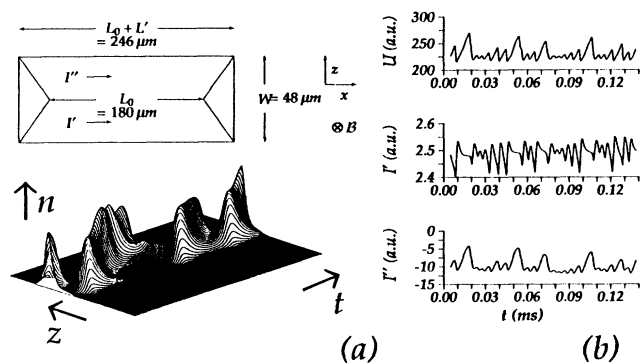 L₀ + L'
= 246 µm
I''
L₀
= 180 µm
I'
W = 48 µm
z
x
⊗ B
n
z
t
(a)
U (a.u.)
300
250
200
0.00 0.03 0.06 0.09 0.12
I' (a.u.)
2.6
2.5
2.4
0.00 0.03 0.06 0.09 0.12
I'' (a.u.)
0
-5
-10
-15
0.00 0.03 0.06 0.09 0.12
t (ms)
(b)